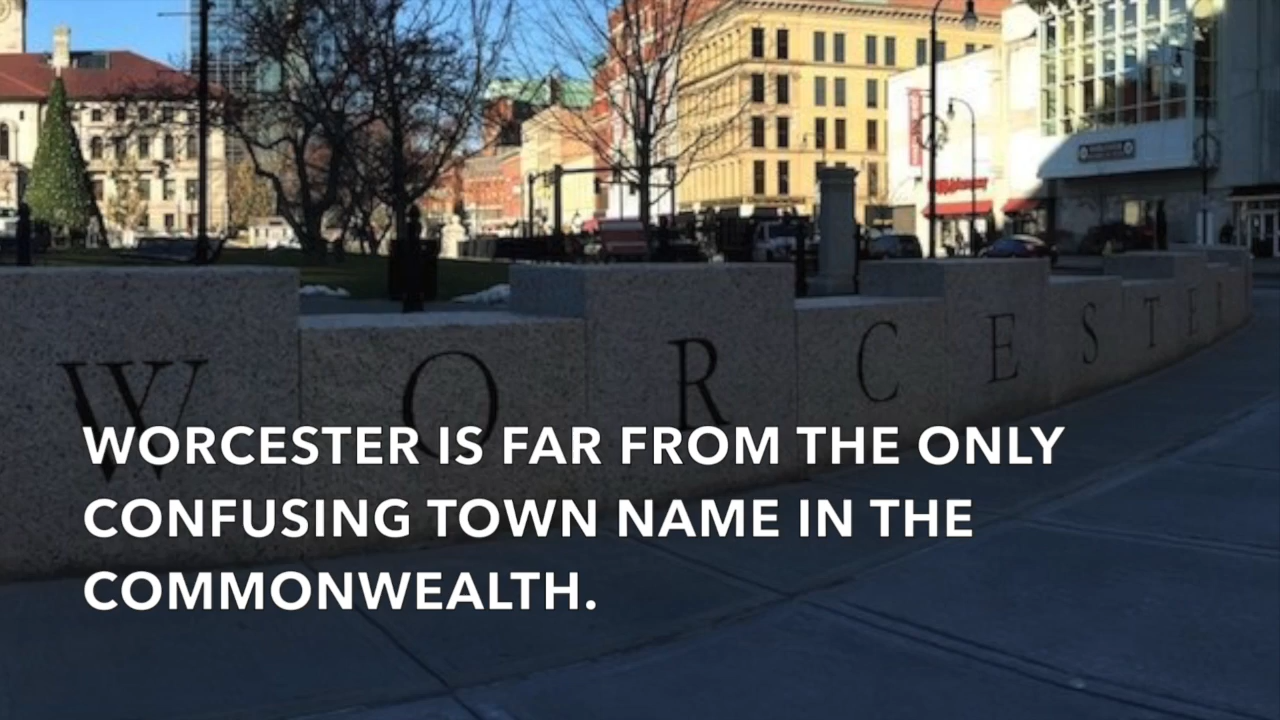 WORCESTER
WORCESTER IS FAR FROM THE ONLY
CONFUSING TOWN NAME IN THE
COMMONWEALTH.